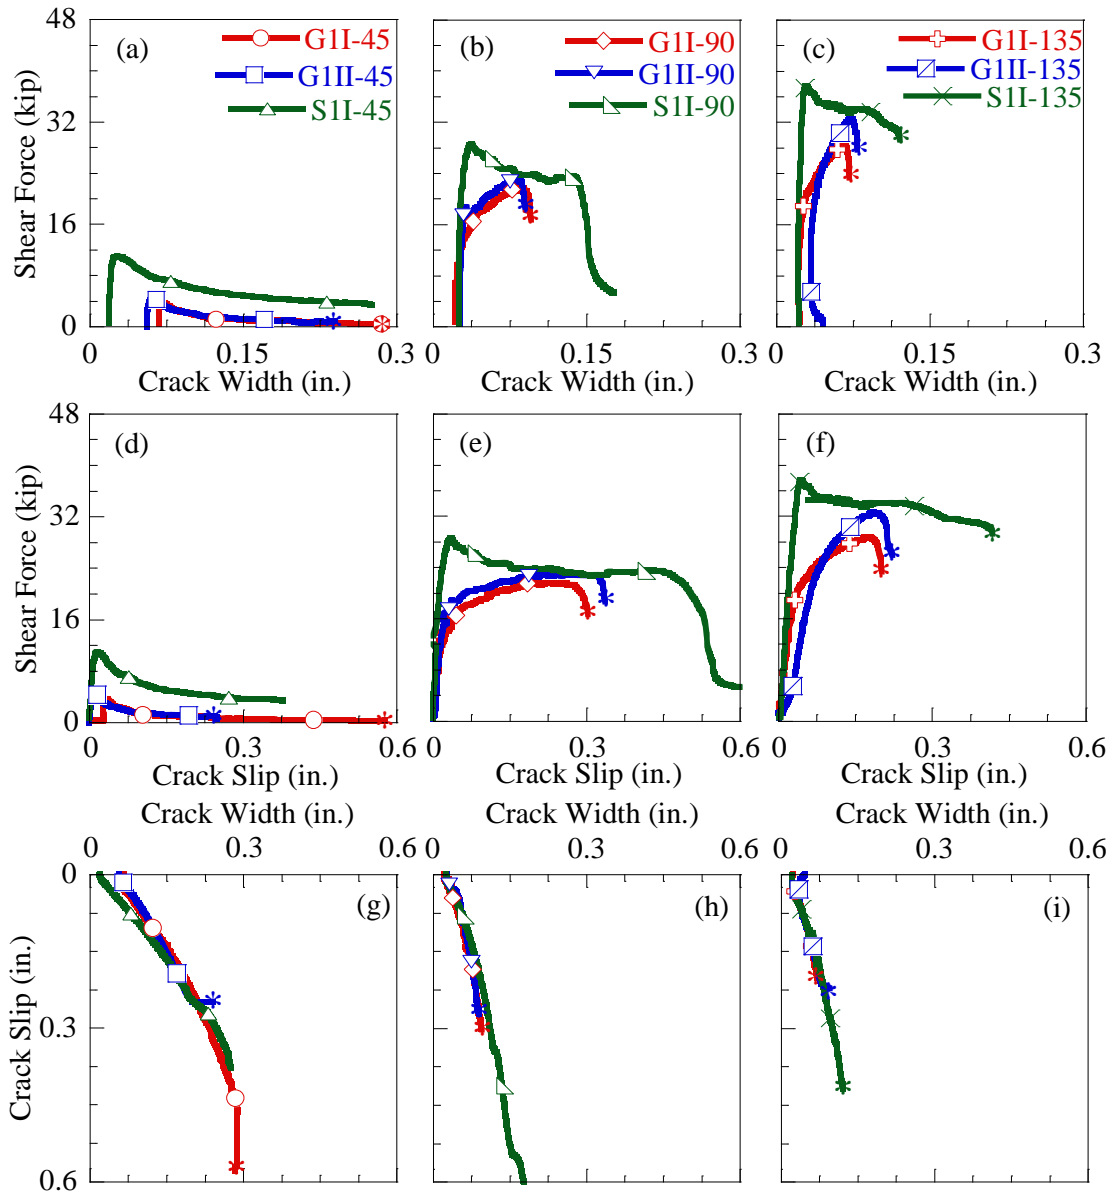 48
32
16
0
Shear Force (kip)
(a)
G1I-45
G1II-45
S1I-45
0
0.15
0.3
Crack Width (in.)
(b)
G1I-90
G1II-90
S1I-90
0
0.15
0.3
Crack Width (in.)
(c)
G1I-135
G1II-135
S1I-135
0
0.15
0.3
Crack Width (in.)
48
32
16
0
Shear Force (kip)
(d)
0
0.3
0.6
Crack Slip (in.)
(e)
0
0.3
0.6
Crack Slip (in.)
(f)
0
0.3
0.6
Crack Slip (in.)
Crack Width (in.)
0
0.3
0.6
0
0.3
0.6
Crack Slip (in.)
(g)
Crack Width (in.)
0
0.3
0.6
(h)
Crack Width (in.)
0
0.3
0.6
(i)